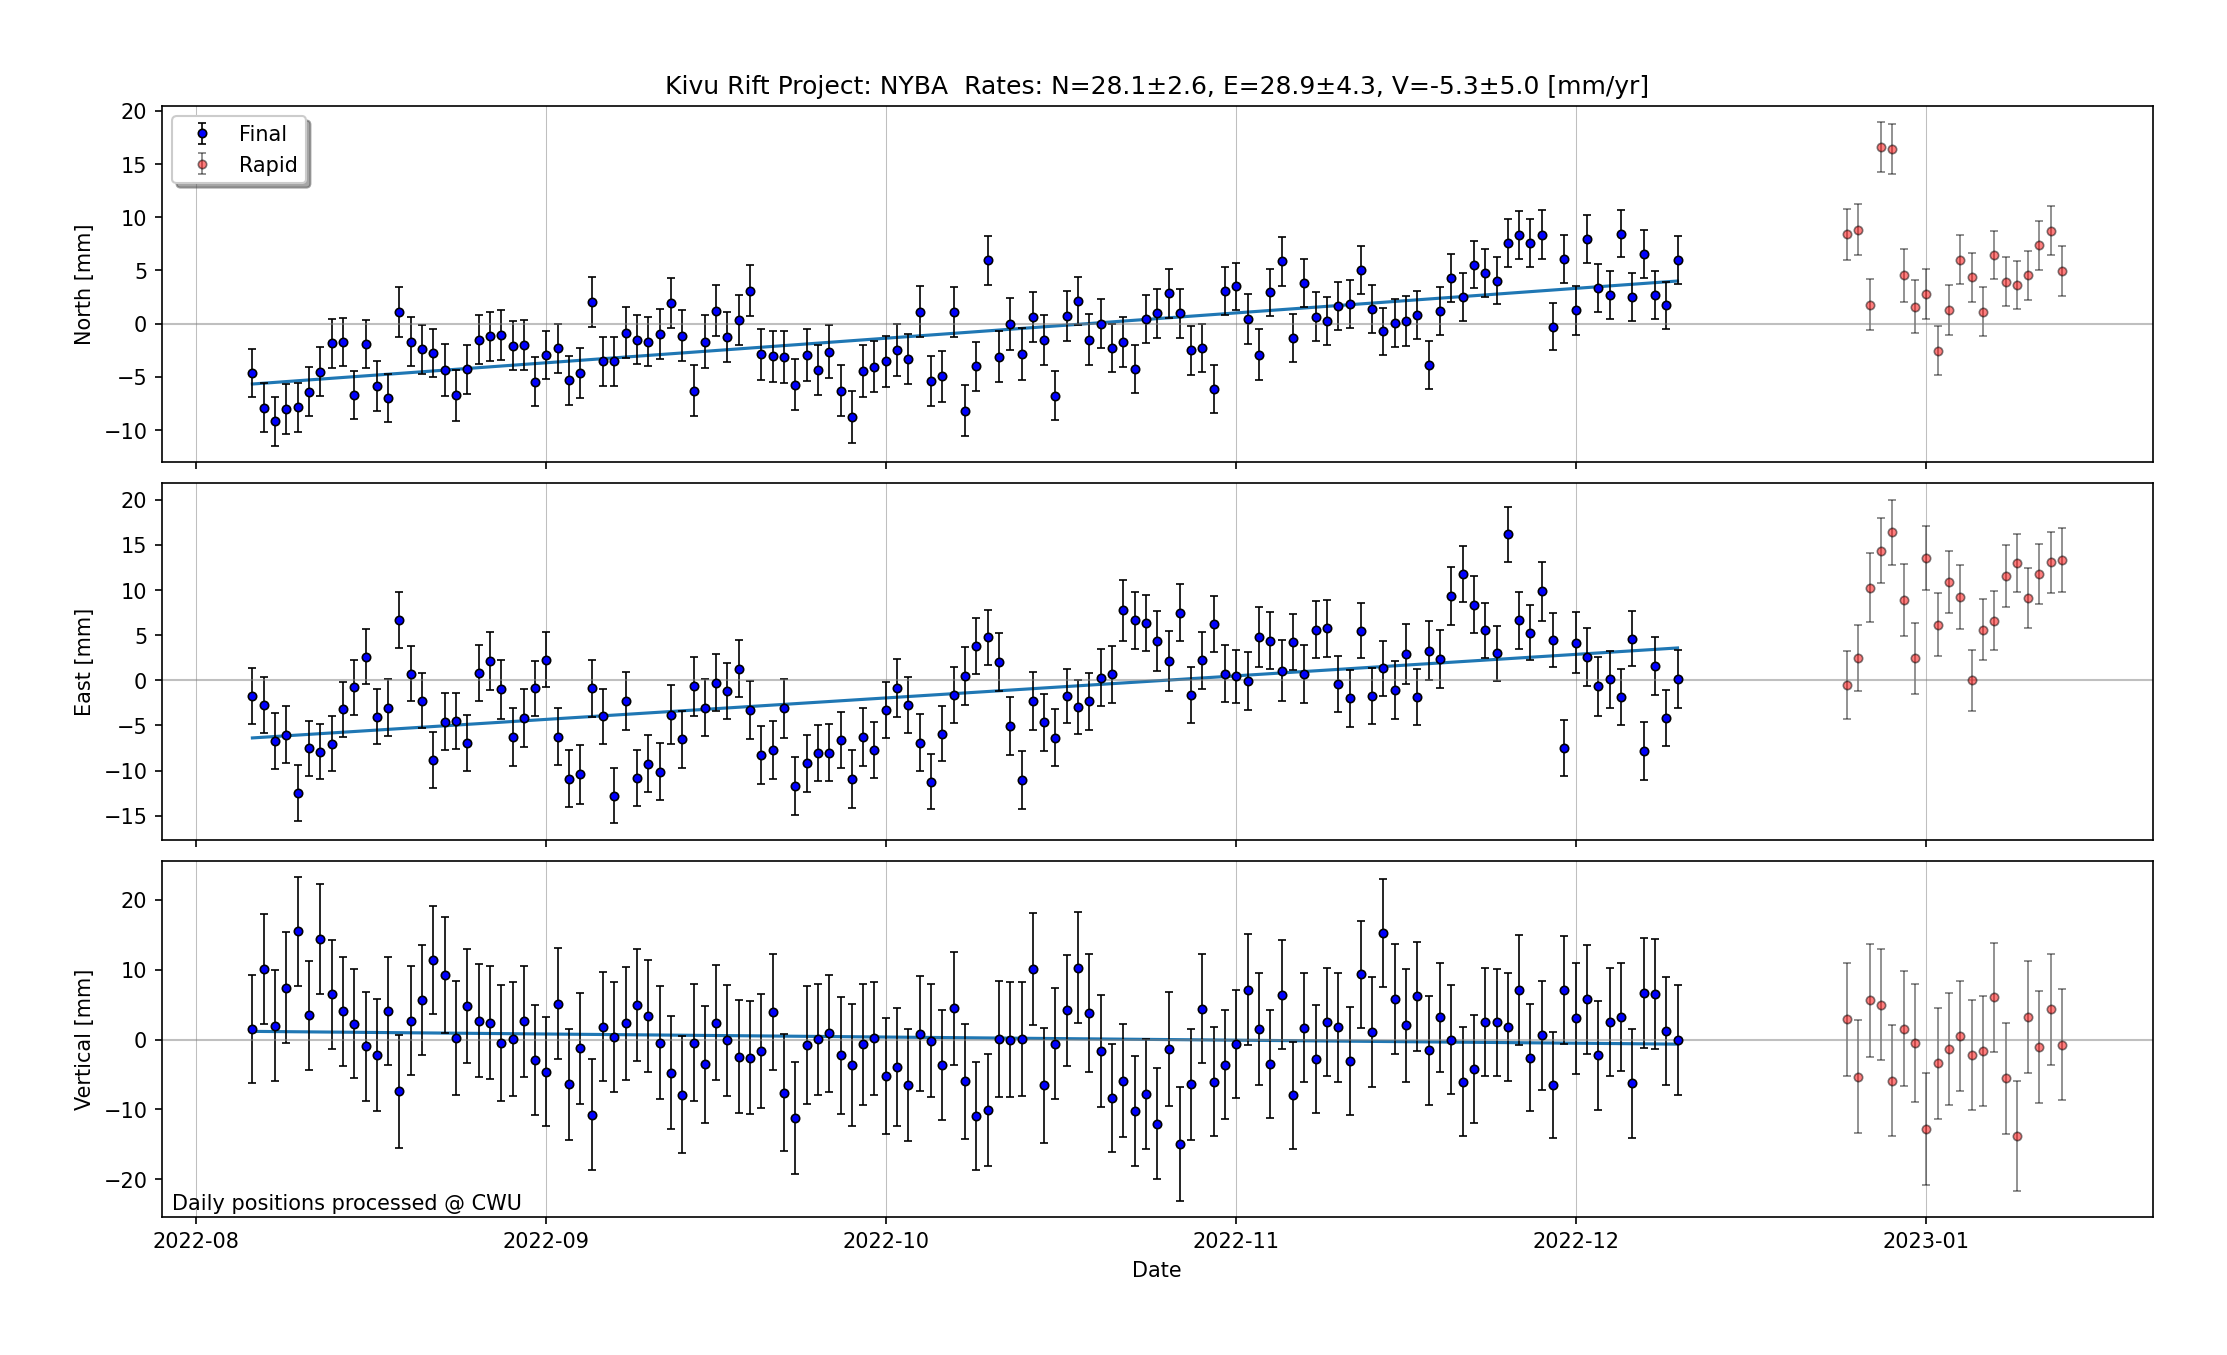 Kivu Rift Project: NYBA  Rates: N=28.1±2.6, E=28.9±4.3, V=-5.3±5.0 [mm/yr]
20
15
10
5
0
−5
−10
North [mm]
Final
Rapid
20
15
10
5
0
−5
−10
−15
East [mm]
20
10
0
−10
−20
Vertical [mm]
Daily positions processed @ CWU
2022-08 2022-09 2022-10 2022-11 2022-12 2023-01
Date